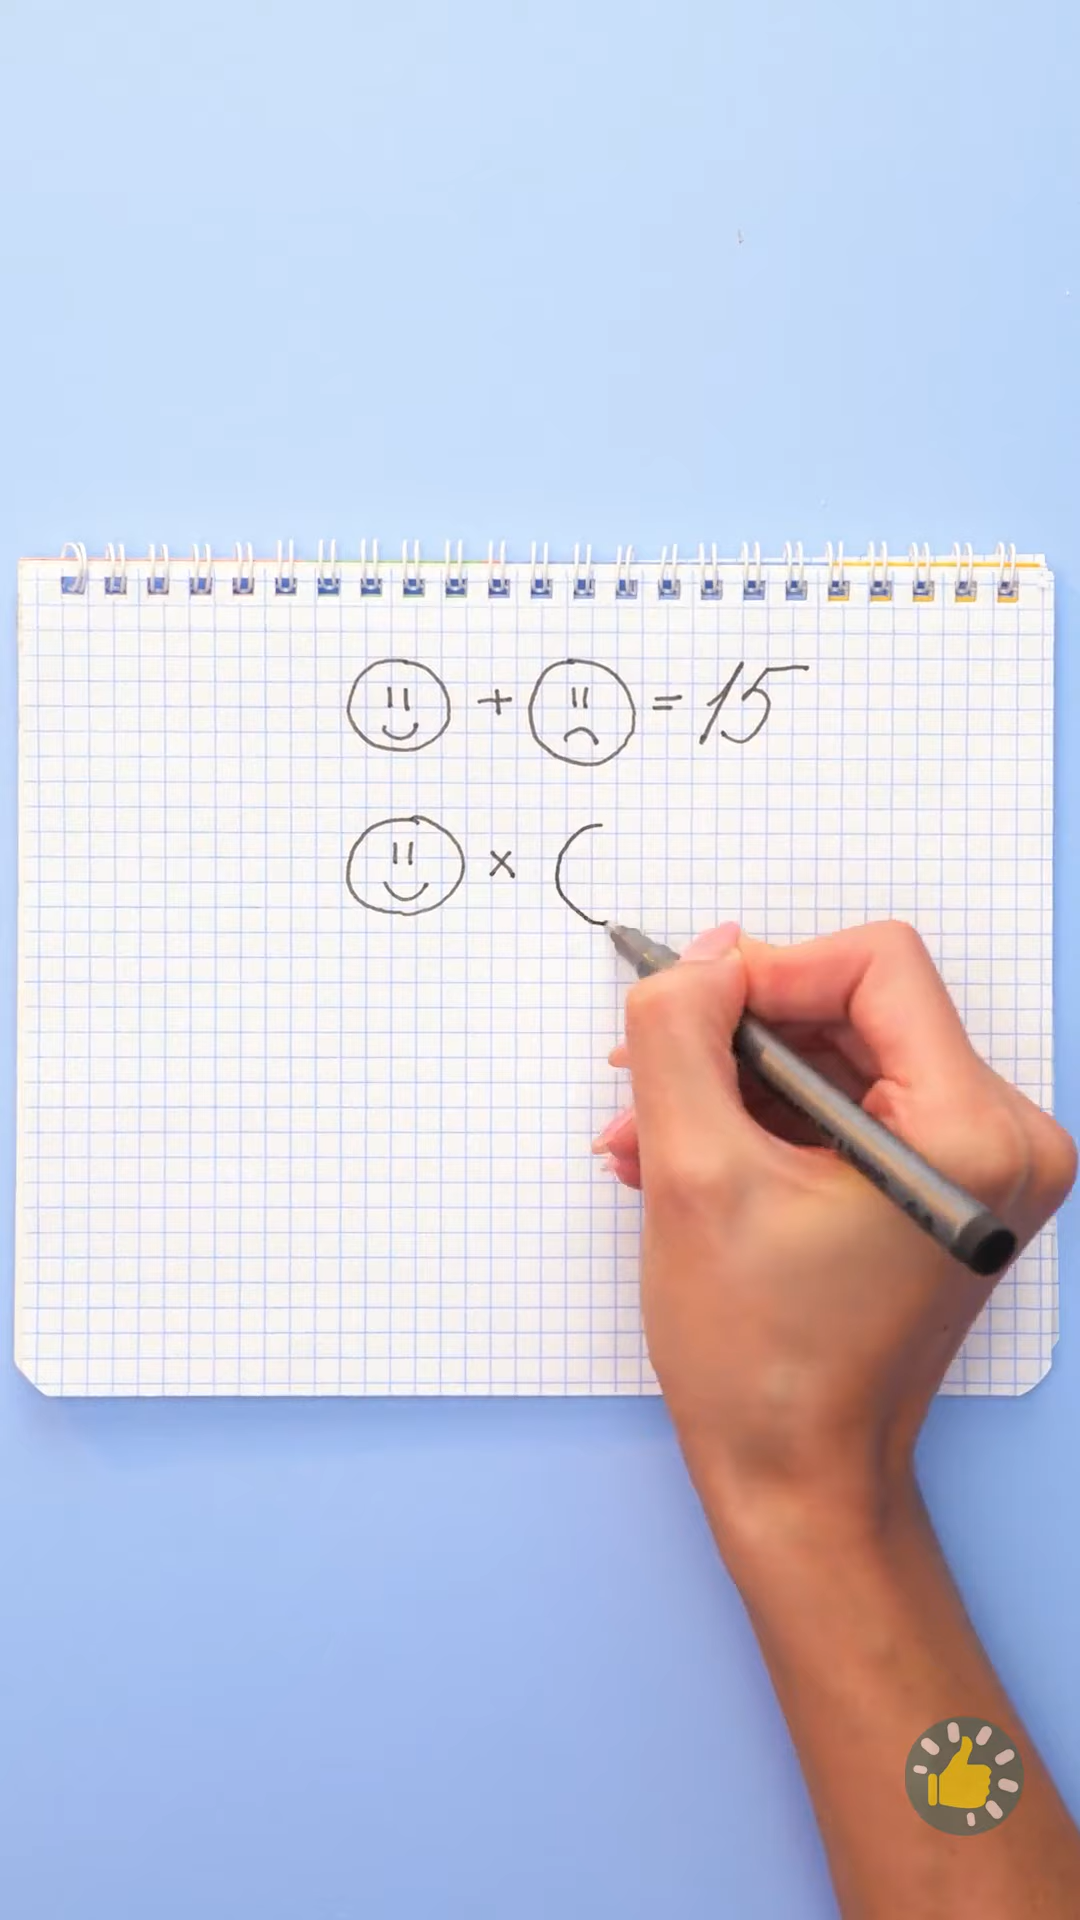 + = 15
×